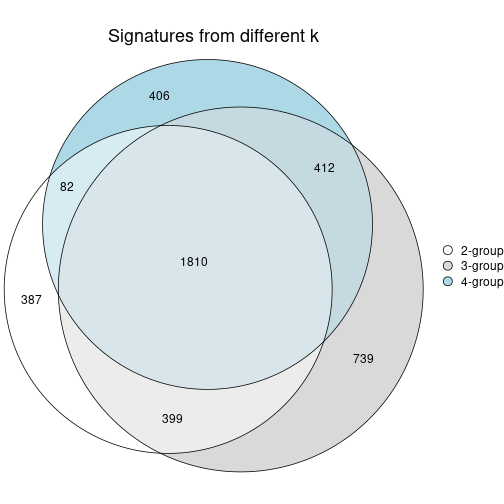 Signatures from different k
406
412
82
1810
387
739
399
2-group
3-group
4-group